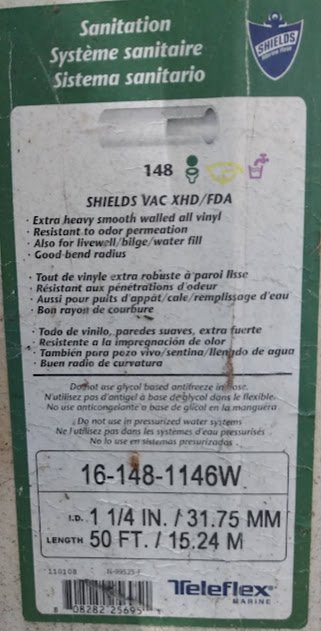 Sanitation
Système sanitaire
Sistema sanitario
SHIELDS
148
SHIELDS VAC XHD/FDA
· Extra heavy smooth walled all vinyl
· Resistant to odor permeation
· Also for livewell/bilge/water fill
· Good bend radius
· Tout de vinyle extra robuste à paroi lisse
· Résistant aux pénétrations d'odeur
· Aussi pour puits d'appât/cale/remplissage d'eau
· Bon rayon de courbure
· Todo de vinilo, paredes suaves, extra fuerte
· Resistente a la impregnación de olor
· También para pozo vivo/sentina/llenado de agua
· Buen radio de curvatura
Do not use glycol based antifreeze in hose.
N'utilisez pas d'antigel à base de glycol dans le flexible.
No use anticongelante a base de glicol en la manguera
Do not use in pressurized water systems
Ne l'utilisez pas dans les systèmes d'eau pressurisés
No lo use en sistemas presurizados
16-148-1146W
I.D. 1 1/4 IN. / 31.75 MM
LENGTH 50 FT. / 15.24 M
110108
8 08282 25695
Teleflex
MARINE